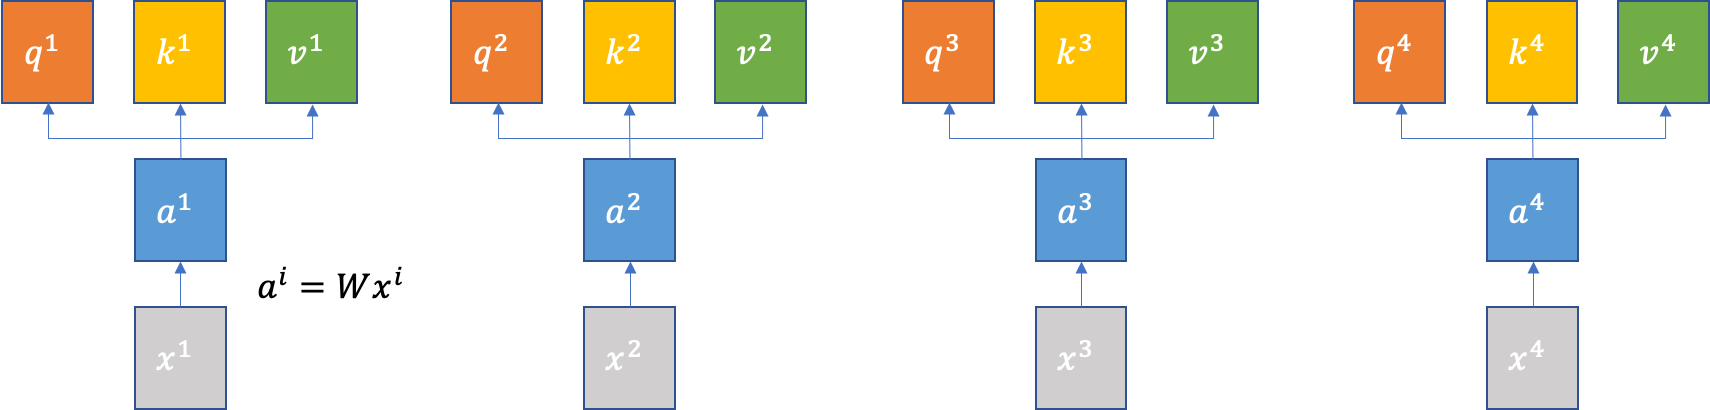 q¹ k¹ v¹ q² k² v² q³ k³ v³ q⁴ k⁴ v⁴
a¹ a² a³ a⁴
aⁱ = Wxⁱ
x¹ x² x³ x⁴